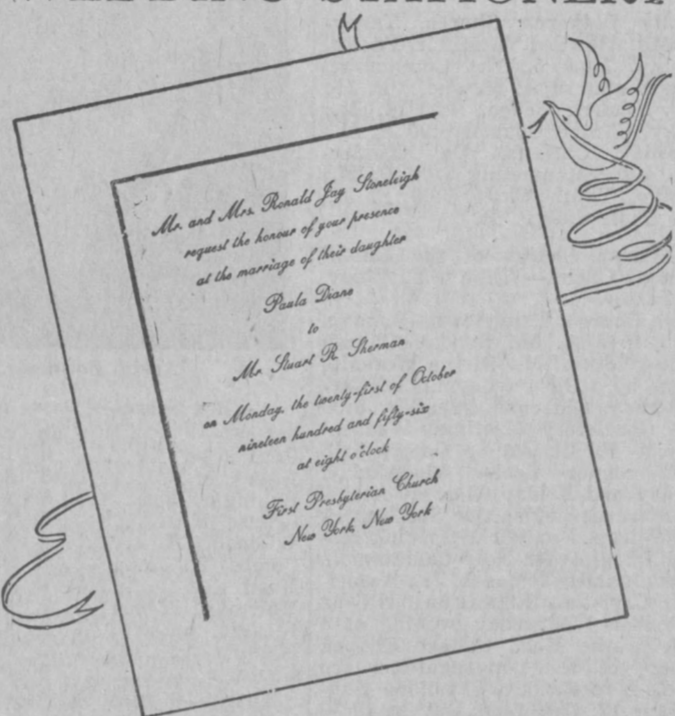 WEDDING STATIONERY
Mr. and Mrs. Ronald Jay Stoneleigh
request the honour of your presence
at the marriage of their daughter
Paula Diane
to
Mr. Stuart R. Sherman
on Monday, the twenty-first of October
nineteen hundred and fifty-six
at eight o'clock
First Presbyterian Church
New York, New York